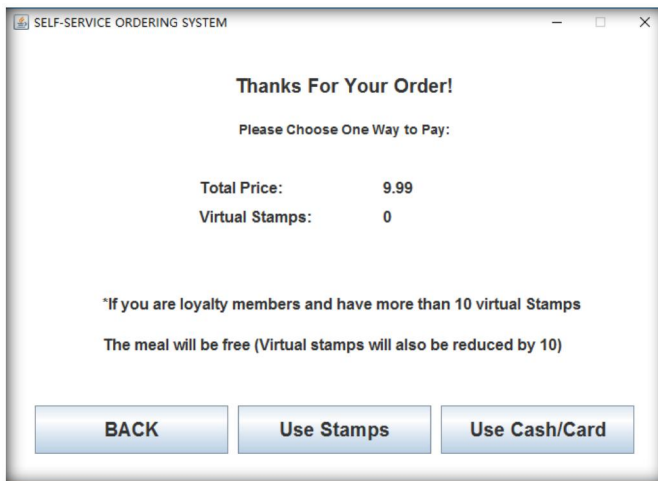 SELF-SERVICE ORDERING SYSTEM
Thanks For Your Order!
Please Choose One Way to Pay:
Total Price: 9.99
Virtual Stamps: 0
*If you are loyalty members and have more than 10 virtual Stamps
The meal will be free (Virtual stamps will also be reduced by 10)
BACK Use Stamps Use Cash/Card